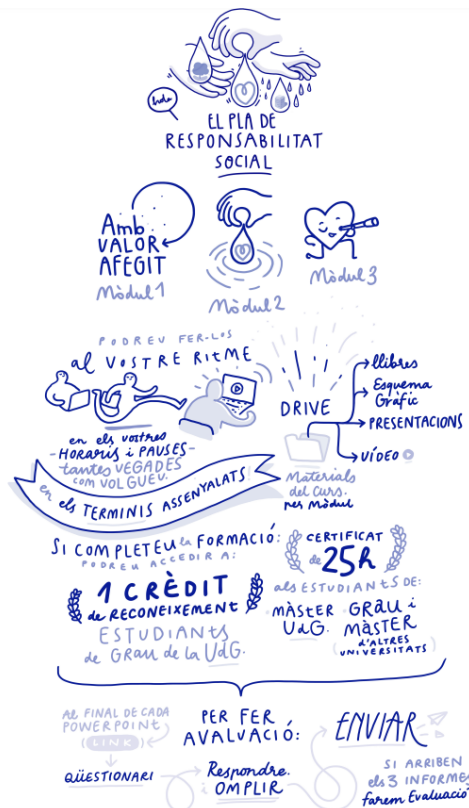 hola
EL PLA DE
RESPONSABILITAT
SOCIAL
Amb
VALOR
AFEGIT
Mòdul 1
Mòdul 2
Mòdul 3
PODREU FER-LOS
al VOSTRE RITME
en els vostres
-HORARIS i PAUSES-
tantes VEGADES
com VOLGUEU.
en els TERMINIS ASSENYALATS
DRIVE
llibres
Esquema
Gràfic
PRESENTACIONS
VÍDEO
Materials
del Curs.
per Mòdul
SI COMPLETEU la FORMACIÓ:
PODREU ACCEDIR A:
1 CRÈDIT
de RECONEIXEMENT
ESTUDIANTS
de GRAU de la UdG.
CERTIFICAT
de 25h
als ESTUDIANTS DE:
MÀSTER
UdG.
GRAU i
MÀSTER
(D'ALTRES
UNIVERSITATS)
AL FINAL DE CADA
POWERPOINT
(LINK)
QÜESTIONARI
PER FER
AVALUACIÓ:
Respondre.
i OMPLIR
ENVIAR
SI ARRIBEN
els 3 INFORMES
farem Evaluació